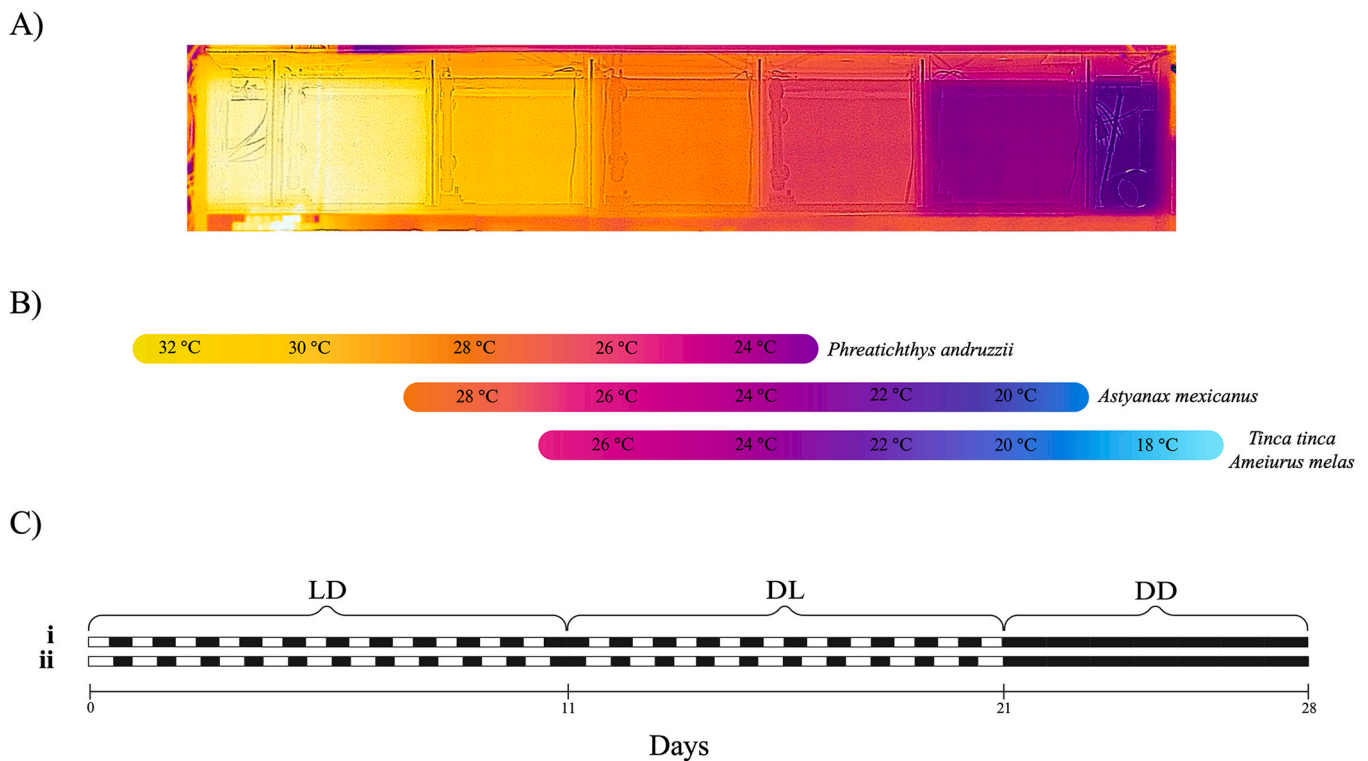 A)
B)
32 °C 30 °C 28 °C 26 °C 24 °C Phreatichthys andruzzii
28 °C 26 °C 24 °C 22 °C 20 °C Astyanax mexicanus
26 °C 24 °C 22 °C 20 °C 18 °C Tinca tinca
Ameiurus melas
C)
LD DL DD
i
ii
0 11 21 28
Days